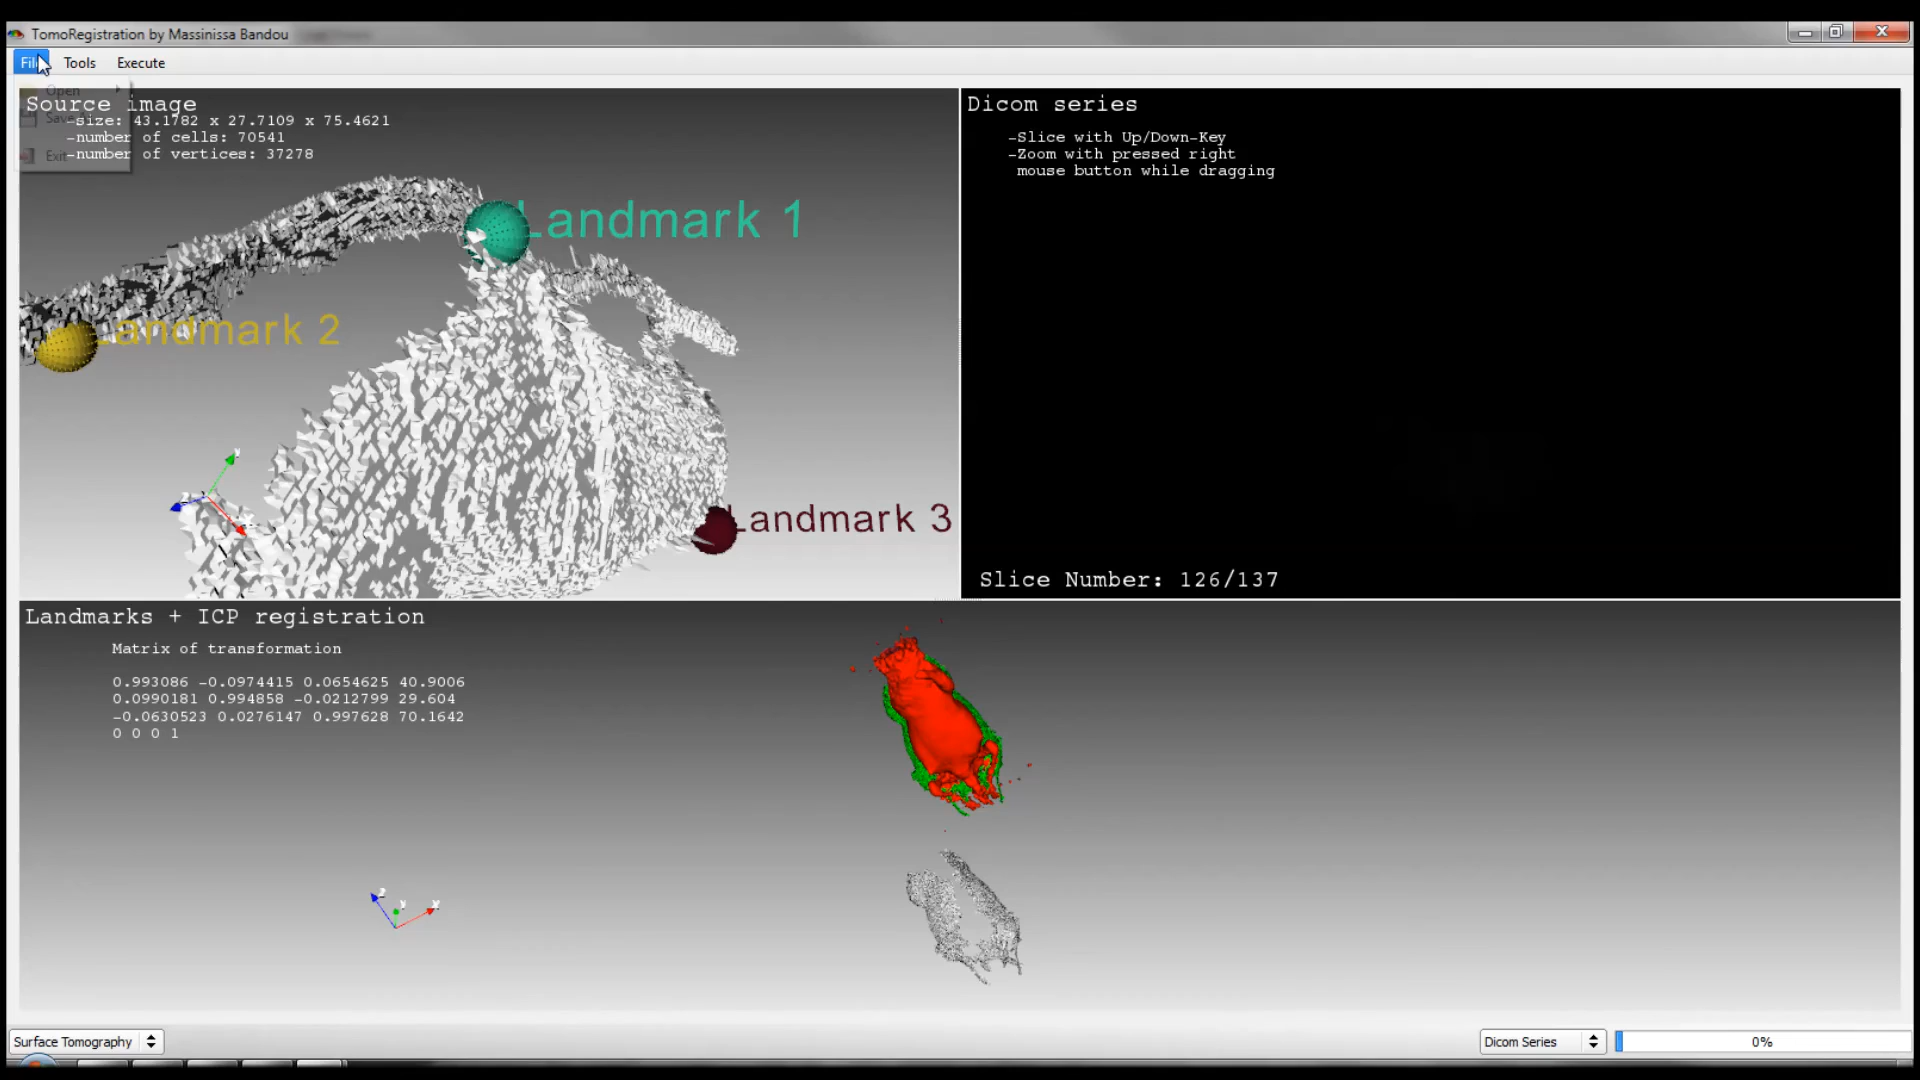 TomoRegistration by Massinissa Bandou
File Tools Execute
Open
Save
Exit
Source image
-size: 43.1782 x 27.7109 x 75.4621
-number of cells: 70541
-number of vertices: 37278
Landmark 1
Landmark 2
Landmark 3
Dicom series
-Slice with Up/Down-Key
-Zoom with pressed right
mouse button while dragging
Slice Number: 126/137
Landmarks + ICP registration
Matrix of transformation
0.993086 -0.0974415 0.0654625 40.9006
0.0990181 0.994858 -0.0212799 29.604
-0.0630523 0.0276147 0.997628 70.1642
0 0 0 1
Surface Tomography
Dicom Series
0%